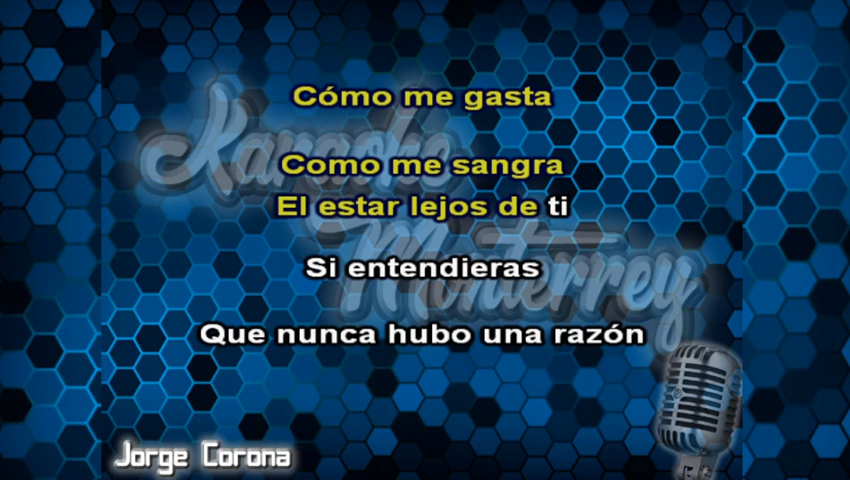 Karaoke
Monterrey
Cómo me gasta
Como me sangra
El estar lejos de ti
Si entendieras
Que nunca hubo una razón
Jorge Corona